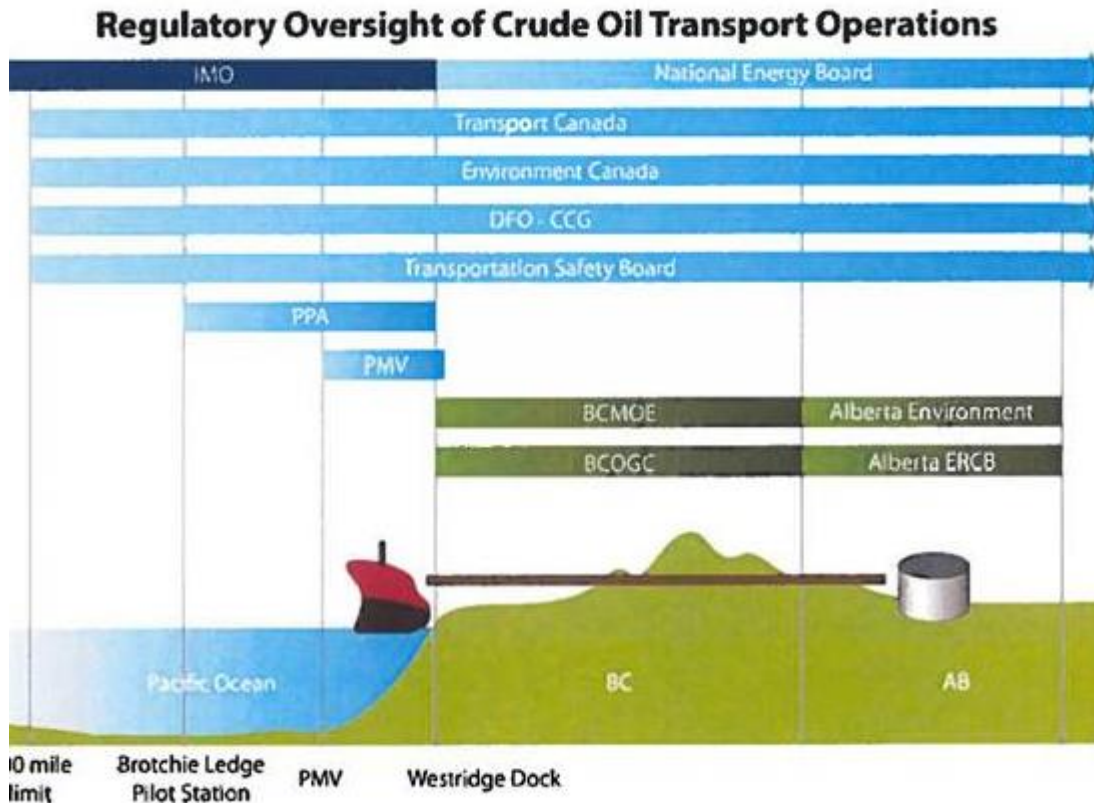 Regulatory Oversight of Crude Oil Transport Operations
IMO
National Energy Board
Transport Canada
Environment Canada
DFO - CCG
Transportation Safety Board
PPA
PMV
BCMOE
Alberta Environment
BCOGC
Alberta ERCB
Pacific Ocean
BC
AB
0 mile
limit
Brotchie Ledge
Pilot Station
PMV
Westridge Dock